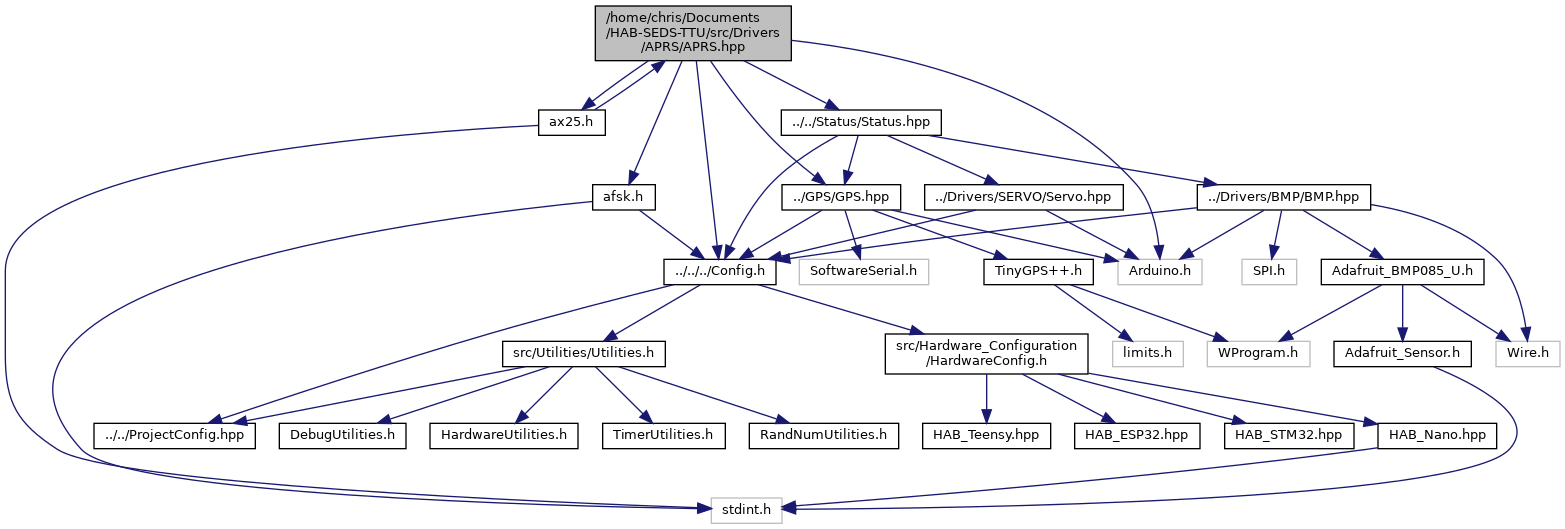 /home/chris/Documents
/HAB-SEDS-TTU/src/Drivers
/APRS/APRS.hpp
ax25.h
../../Status/Status.hpp
afsk.h
../GPS/GPS.hpp
../Drivers/SERVO/Servo.hpp
../Drivers/BMP/BMP.hpp
../../../Config.h
SoftwareSerial.h
TinyGPS++.h
Arduino.h
SPI.h
Adafruit_BMP085_U.h
src/Utilities/Utilities.h
src/Hardware_Configuration
/HardwareConfig.h
limits.h
WProgram.h
Adafruit_Sensor.h
Wire.h
../../ProjectConfig.hpp
DebugUtilities.h
HardwareUtilities.h
TimerUtilities.h
RandNumUtilities.h
HAB_Teensy.hpp
HAB_ESP32.hpp
HAB_STM32.hpp
HAB_Nano.hpp
stdint.h